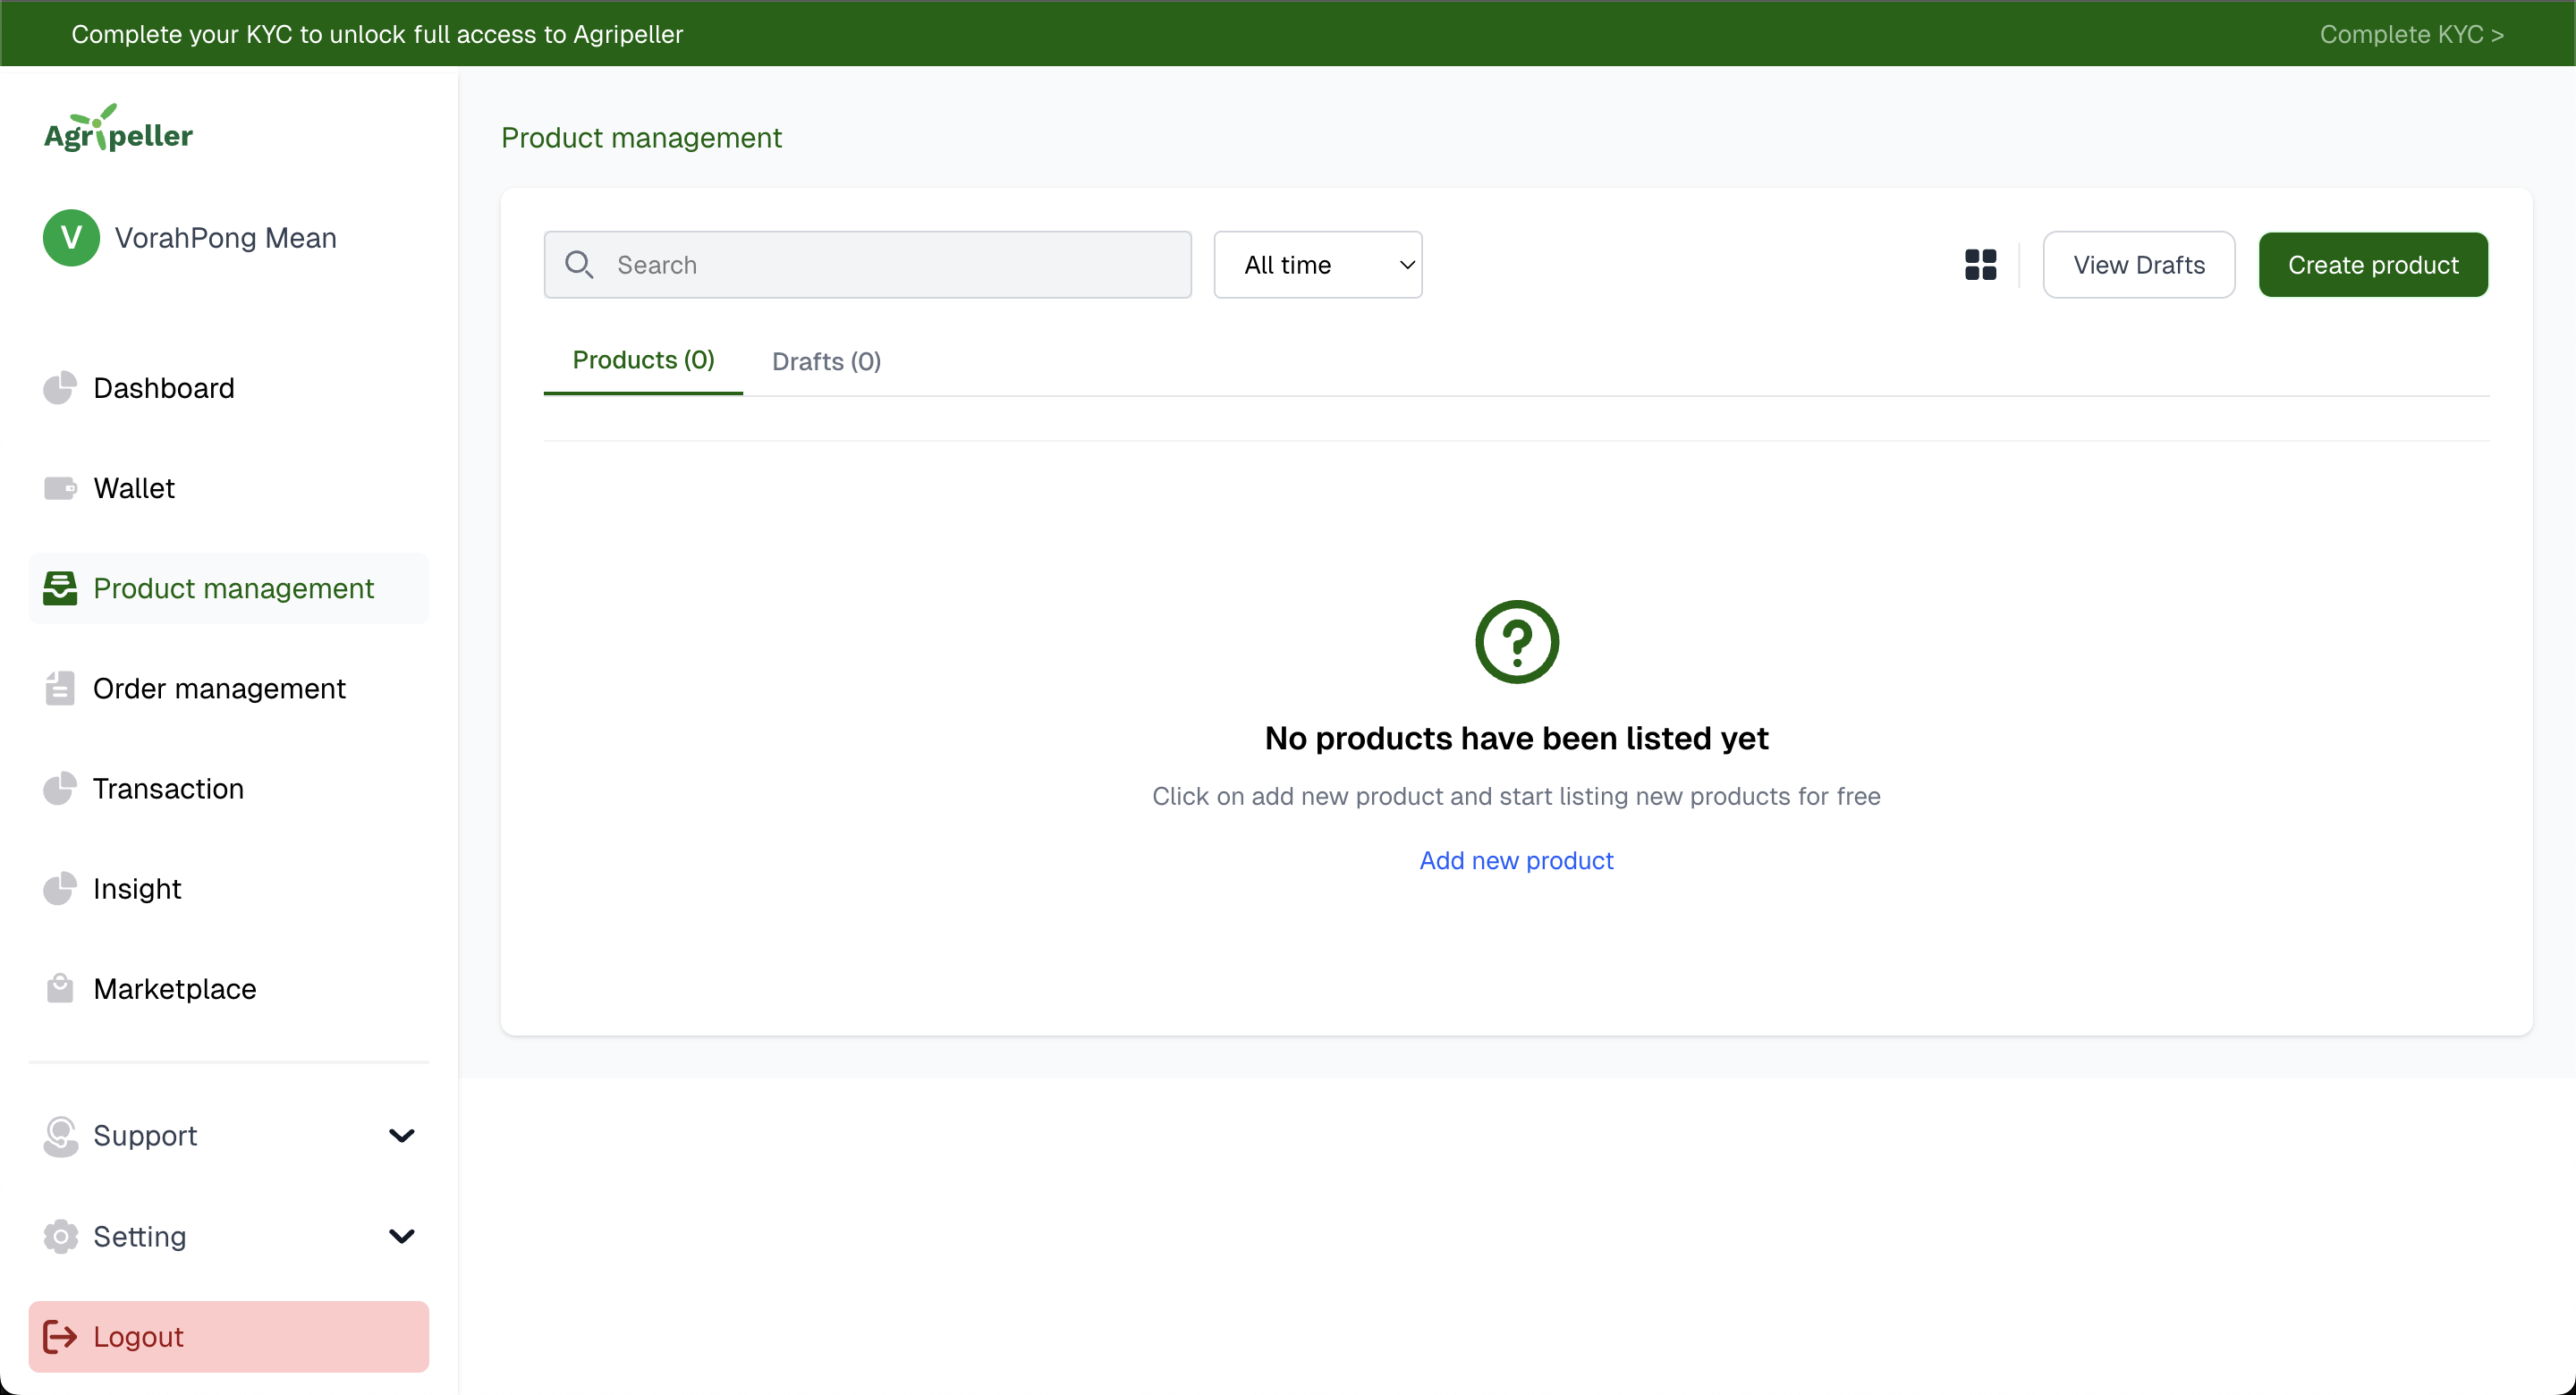 Complete your KYC to unlock full access to Agripeller
Complete KYC >
Agripeller
V
VorahPong Mean
Dashboard
Wallet
Product management
Order management
Transaction
Insight
Marketplace
Support
Setting
Logout
Product management
Search
All time
View Drafts
Create product
Products (0)
Drafts (0)
No products have been listed yet
Click on add new product and start listing new products for free
Add new product